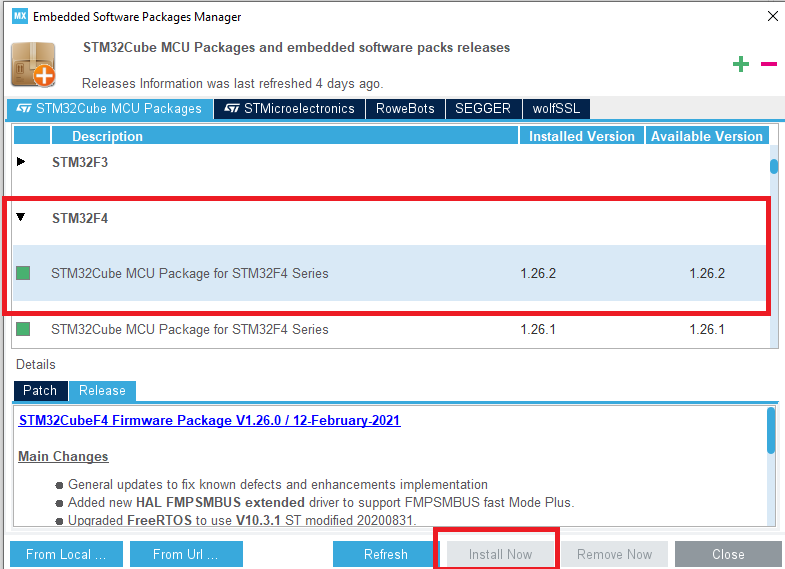 MX Embedded Software Packages Manager
STM32Cube MCU Packages and embedded software packs releases
Releases Information was last refreshed 4 days ago.
STM32Cube MCU Packages STMicroelectronics RoweBots SEGGER wolfSSL
Description Installed Version Available Version
STM32F3
STM32F4
STM32Cube MCU Package for STM32F4 Series 1.26.2 1.26.2
STM32Cube MCU Package for STM32F4 Series 1.26.1 1.26.1
Details
Patch Release
STM32CubeF4 Firmware Package V1.26.0 / 12-February-2021
Main Changes
General updates to fix known defects and enhancements implementation
Added new HAL FMPSMBUS extended driver to support FMPSMBUS fast Mode Plus.
Upgraded FreeRTOS to use V10.3.1 ST modified 20200831.
From Local ... From Url ... Refresh Install Now Remove Now Close